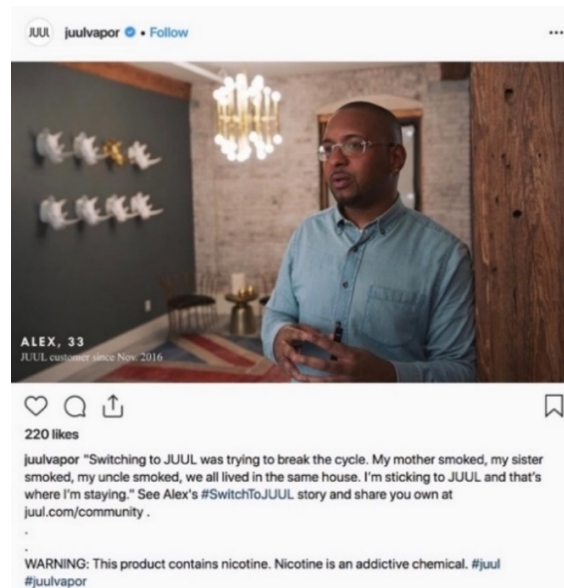 JUUL juulvapor • Follow
ALEX, 33
JUUL customer since Nov. 2016
220 likes
juulvapor "Switching to JUUL was trying to break the cycle. My mother smoked, my sister
smoked, my uncle smoked, we all lived in the same house. I'm sticking to JUUL and that's
where I'm staying." See Alex's #SwitchToJUUL story and share you own at
juul.com/community .
.
.
WARNING: This product contains nicotine. Nicotine is an addictive chemical. #juul
#juulvapor